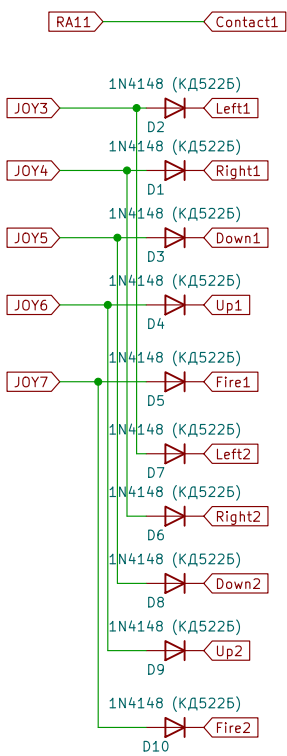 RA11 Contact1
1N4148 (КД522Б)
JOY3 Left1
D2
1N4148 (КД522Б)
JOY4 Right1
D1
1N4148 (КД522Б)
JOY5 Down1
D3
1N4148 (КД522Б)
JOY6 Up1
D4
1N4148 (КД522Б)
JOY7 Fire1
D5
1N4148 (КД522Б)
Left2
D7
1N4148 (КД522Б)
Right2
D6
1N4148 (КД522Б)
Down2
D8
1N4148 (КД522Б)
Up2
D9
1N4148 (КД522Б)
Fire2
D10